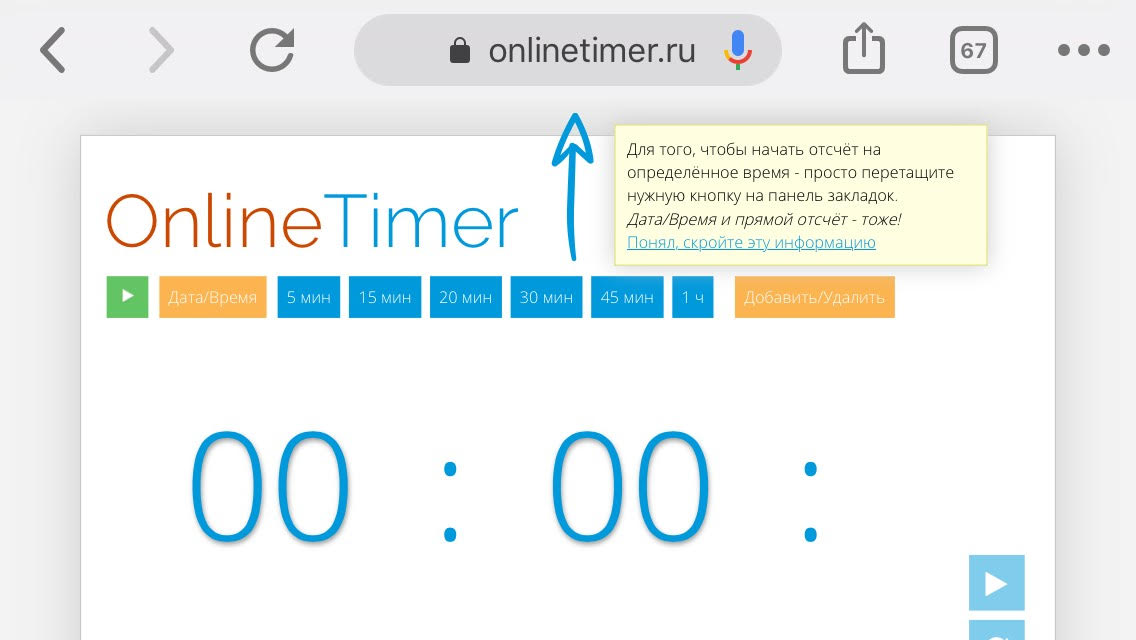 onlinetimer.ru
67
Для того, чтобы начать отсчёт на
определённое время - просто перетащите
нужную кнопку на панель закладок.
Дата/Время и прямой отсчёт - тоже!
Понял, скройте эту информацию
OnlineTimer
Дата/Время 5 мин 15 мин 20 мин 30 мин 45 мин 1 ч Добавить/Удалить
00 : 00 :